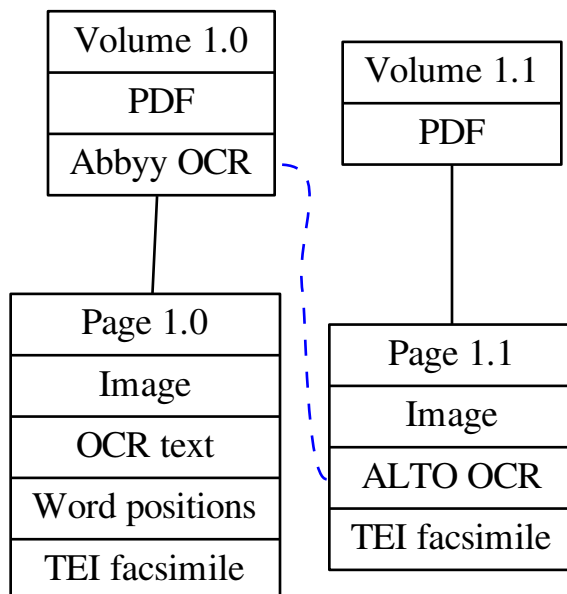 Volume 1.0
PDF
Abbyy OCR
Volume 1.1
PDF
Page 1.0
Image
OCR text
Word positions
TEI facsimile
Page 1.1
Image
ALTO OCR
TEI facsimile